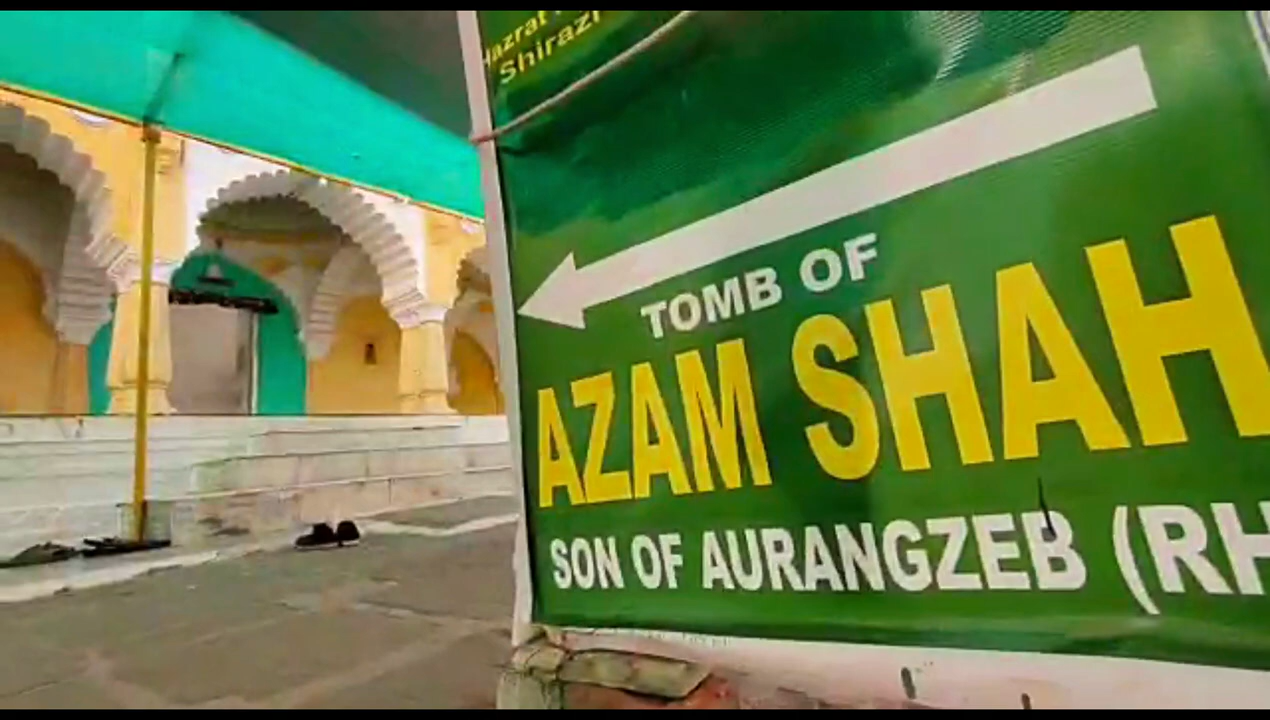 Hazrat
Shirazi
TOMB OF
AZAM SHAH
SON OF AURANGZEB (RH